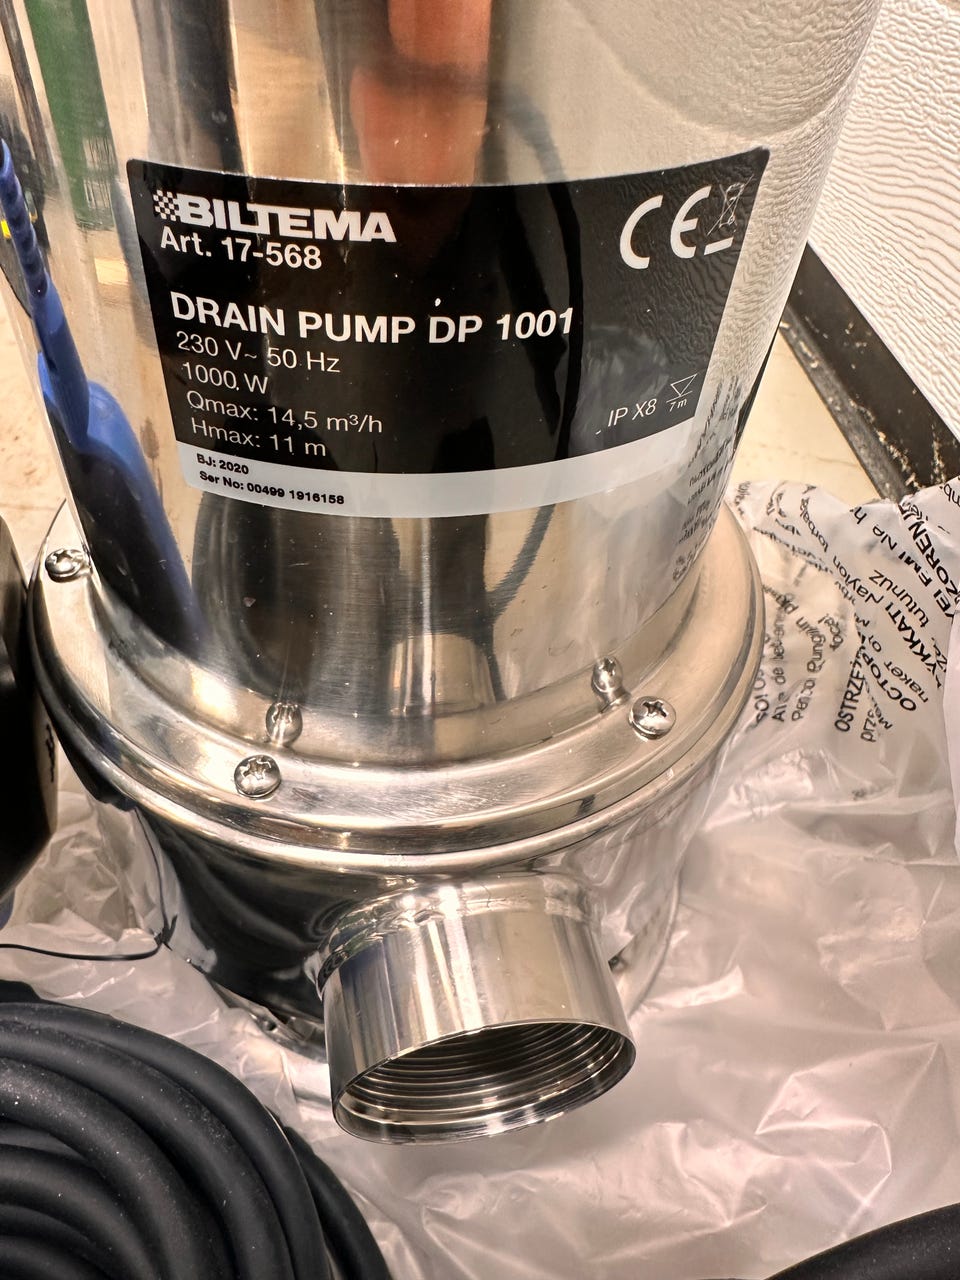 BILTEMA
Art. 17-568
CE
DRAIN PUMP DP 1001
230 V~ 50 Hz
1000 W
Qmax: 14,5 m³/h
Hmax: 11 m
IP X8
7 m
BJ: 2020
Ser No: 00499 1916158